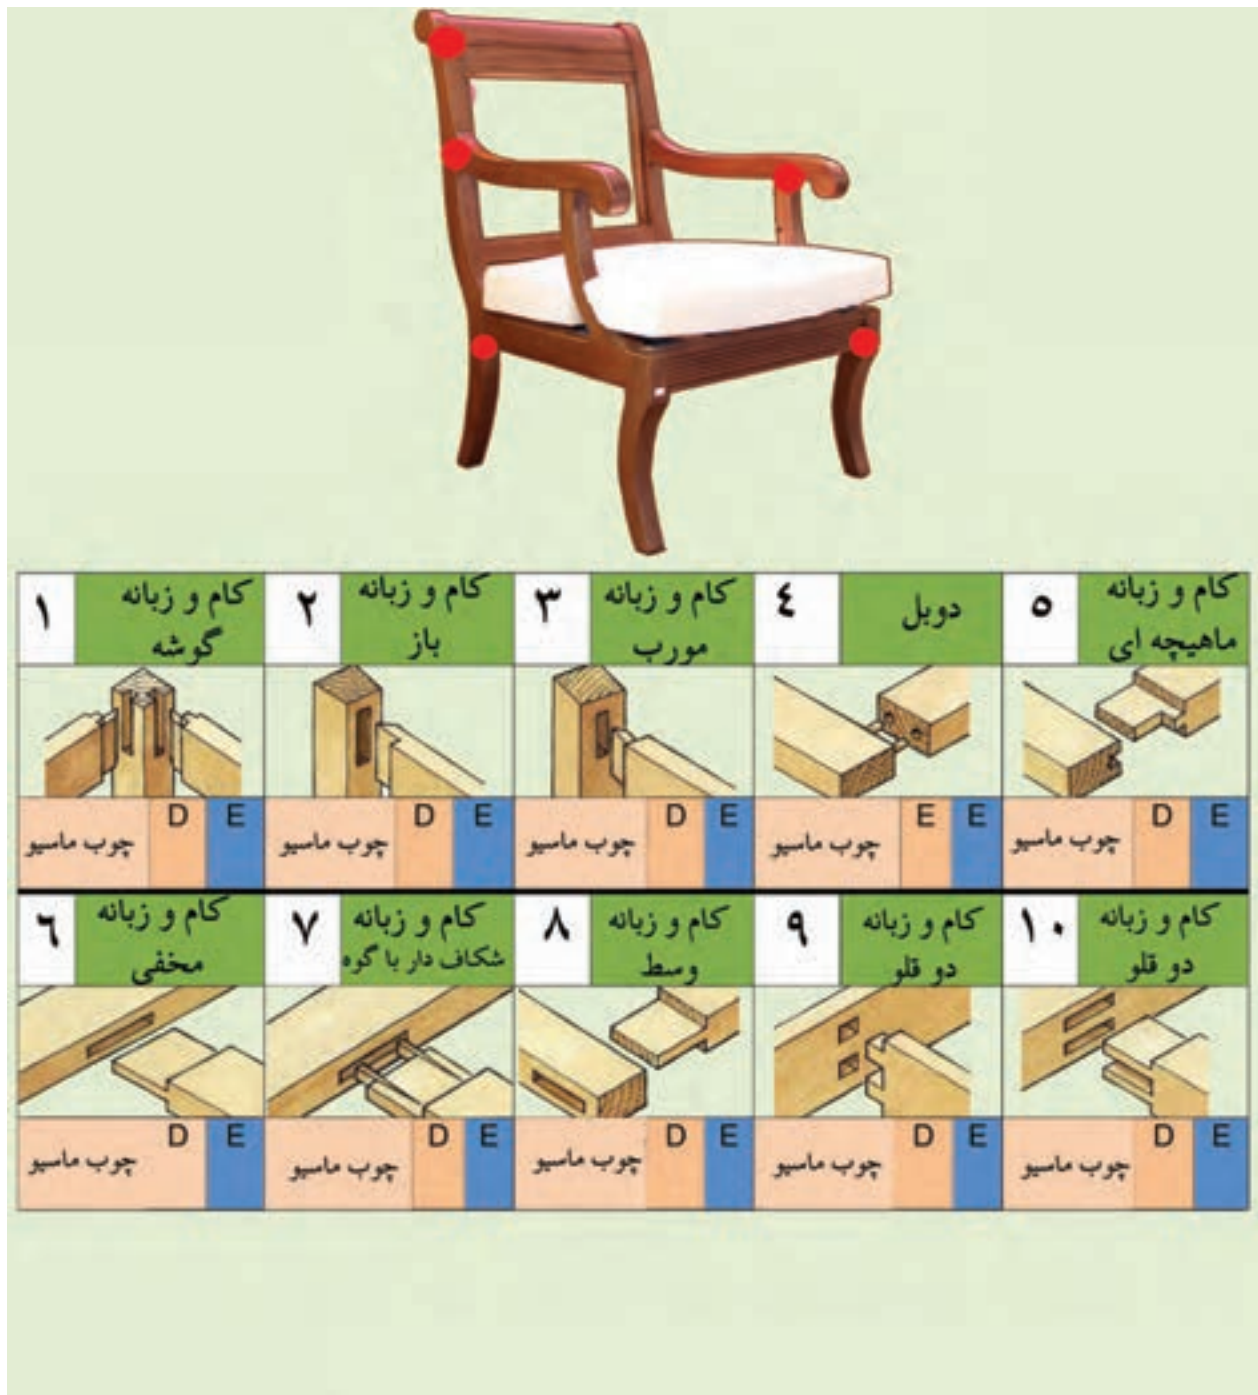 ۱
کام و زبانه
گوشه
۲
کام و زبانه
باز
۳
کام و زبانه
مورب
٤
دوبل
۵
کام و زبانه
ماهیچه ای
چوب ماسیو D E
چوب ماسیو D E
چوب ماسیو D E
چوب ماسیو E E
چوب ماسیو D E
٦
کام و زبانه
مخفی
۷
کام و زبانه
شکاف دار با گوه
۸
کام و زبانه
وسط
۹
کام و زبانه
دو قلو
۱۰
کام و زبانه
دو قلو
چوب ماسیو D E
چوب ماسیو D E
چوب ماسیو D E
چوب ماسیو D E
چوب ماسیو D E